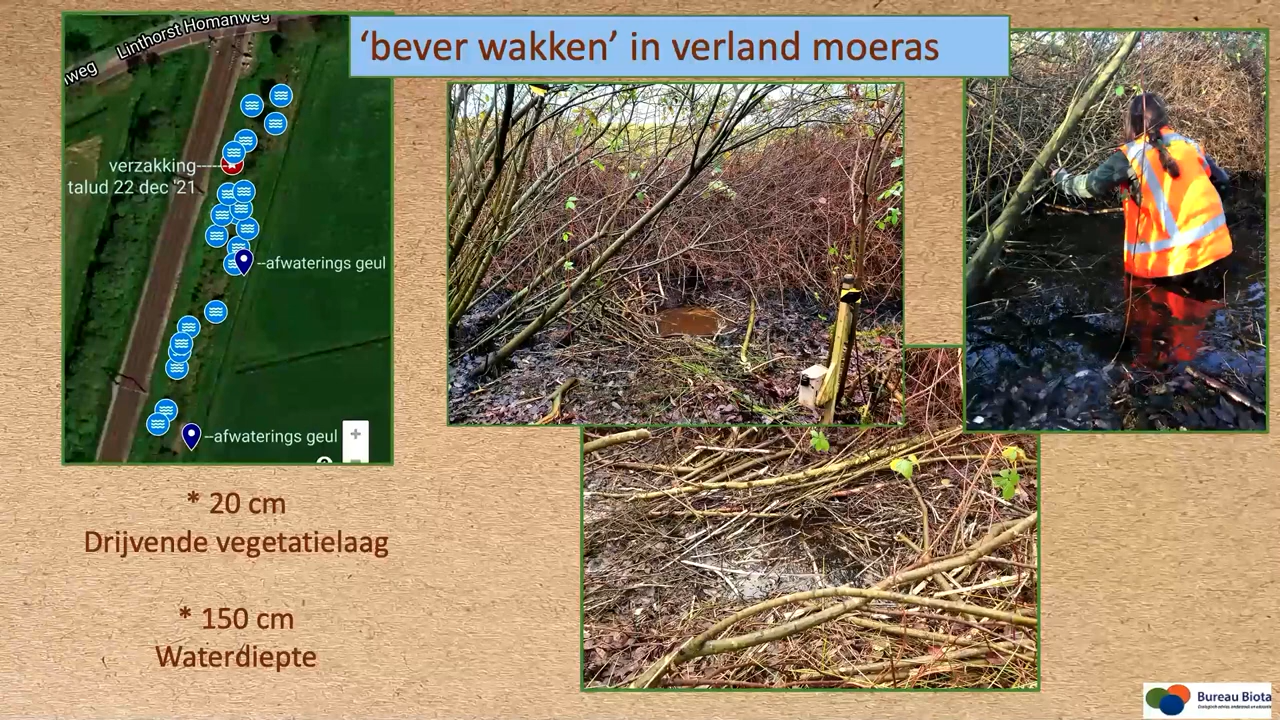 ‘bever wakken’ in verland moeras
Linthorst Homanweg
weg
verzakking
talud 22 dec '21
--afwaterings geul
--afwaterings geul
+
* 20 cm
Drijvende vegetatielaag
* 150 cm
Waterdiepte
Bureau Biota